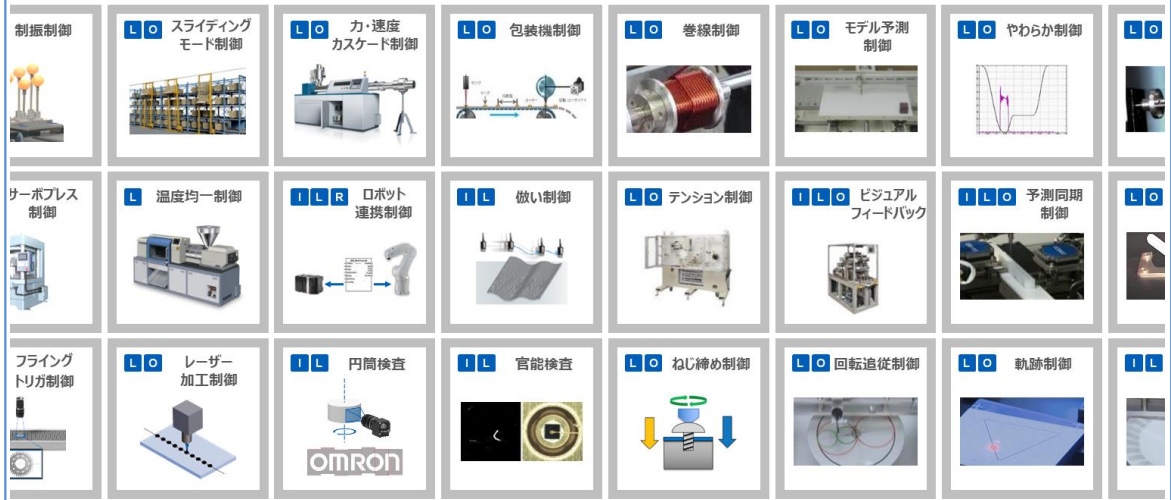 制振制御
L O スライディング
モード制御
L O 力・速度
カスケード制御
L O 包装機制御
L O 巻線制御
L O モデル予測
制御
L O やわらか制御
L O
サーボプレス
制御
L 温度均一制御
I L R ロボット
連携制御
I L 倣い制御
L O テンション制御
I L O ビジュアル
フィードバック
I L O 予測同期
制御
L O
フライング
トリガ制御
L O レーザー
加工制御
I L 円筒検査
OMRON
I L 官能検査
L O ねじ締め制御
L O 回転追従制御
L O 軌跡制御
I L